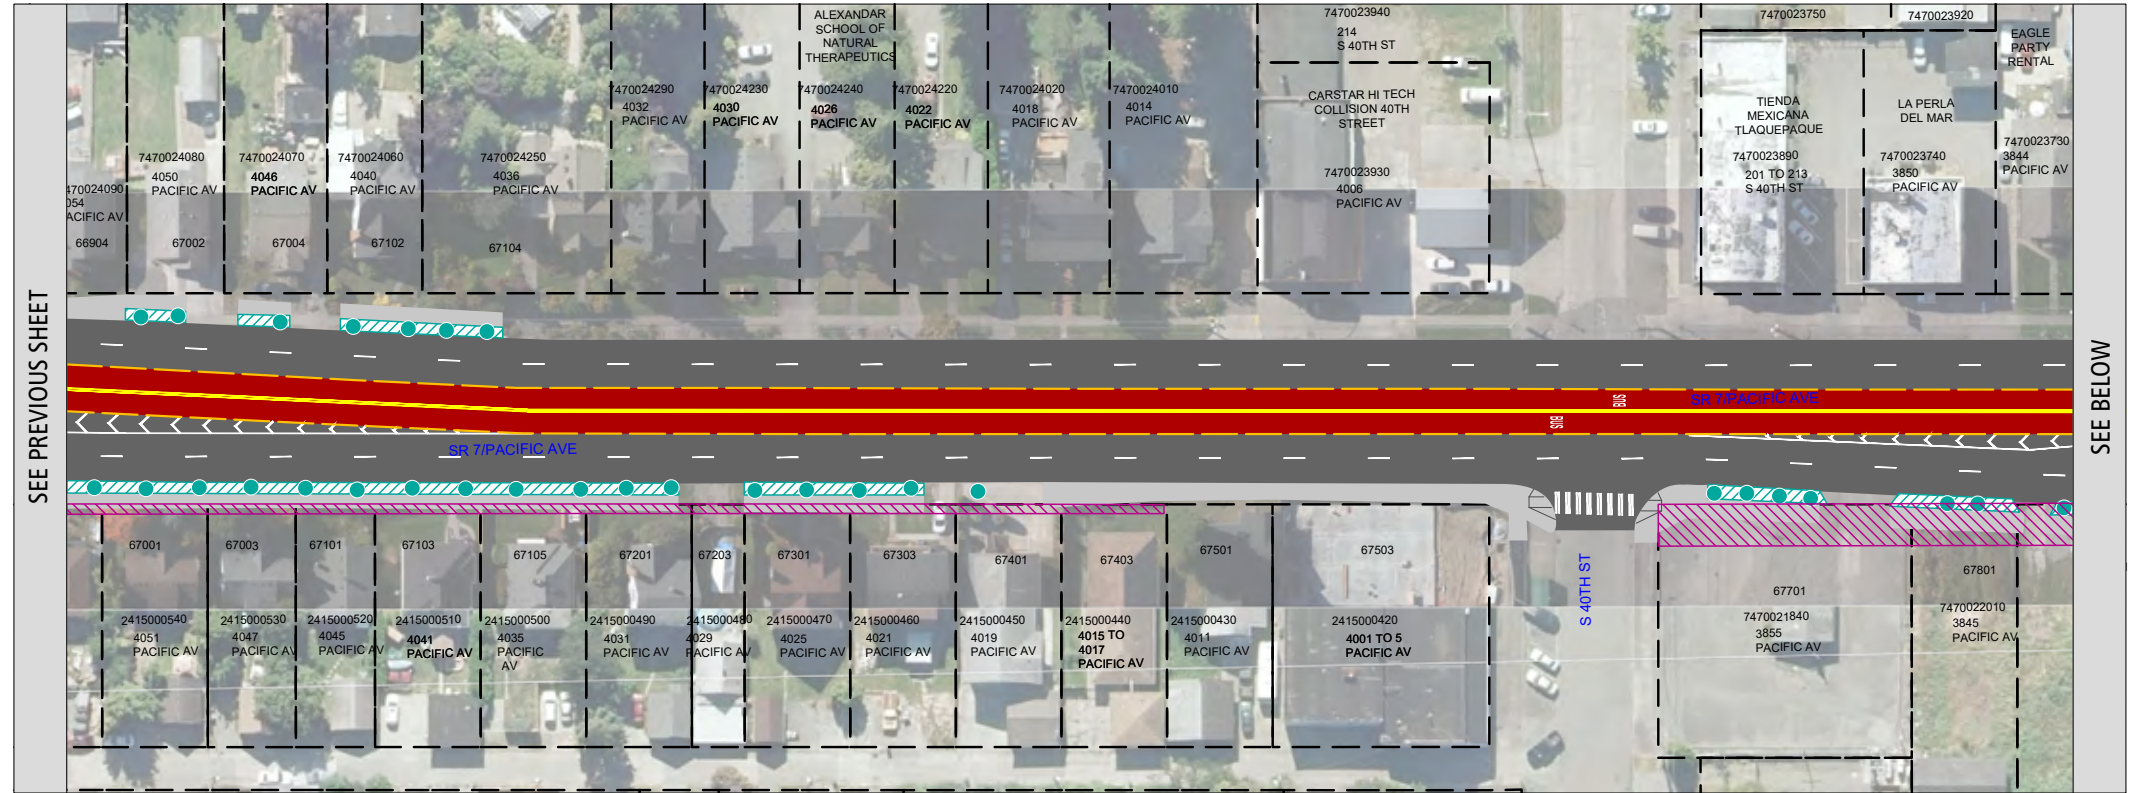 SEE PREVIOUS SHEET
ALEXANDAR
SCHOOL OF
NATURAL
THERAPEUTICS
7470023940
214
S 40TH ST
7470023750
7470023920
EAGLE
PARTY
RENTAL
7470024290
4032
PACIFIC AV
7470024230
4030
PACIFIC AV
7470024240
4026
PACIFIC AV
7470024220
4022
PACIFIC AV
7470024020
4018
PACIFIC AV
7470024010
4014
PACIFIC AV
CARSTAR HI TECH
COLLISION 40TH
STREET
TIENDA
MEXICANA
TLAQUEPAQUE
LA PERLA
DEL MAR
7470023730
3844
PACIFIC AV
470024090
054
ACIFIC AV
7470024080
4050
PACIFIC AV
7470024070
4046
PACIFIC AV
7470024060
4040
PACIFIC AV
7470024250
4036
PACIFIC AV
7470023930
4006
PACIFIC AV
7470023890
201 TO 213
S 40TH ST
7470023740
3850
PACIFIC AV
66904
67002
67004
67102
67104
BUS
SR 7/PACIFIC AVE
BUS
SR 7/PACIFIC AVE
SEE BELOW
67001
67003
67101
67103
67105
67201
67203
67301
67303
67401
67403
67501
67503
S 40TH ST
67701
67801
2415000540
4051
PACIFIC AV
2415000530
4047
PACIFIC AV
2415000520
4045
PACIFIC AV
2415000510
4041
PACIFIC AV
2415000500
4035
PACIFIC
AV
2415000490
4031
PACIFIC AV
2415000480
4029
PACIFIC AV
2415000470
4025
PACIFIC AV
2415000460
4021
PACIFIC AV
2415000450
4019
PACIFIC AV
2415000440
4015 TO
4017
PACIFIC AV
2415000430
4011
PACIFIC AV
2415000420
4001 TO 5
PACIFIC AV
7470021840
3855
PACIFIC AV
7470022010
3845
PACIFIC AV